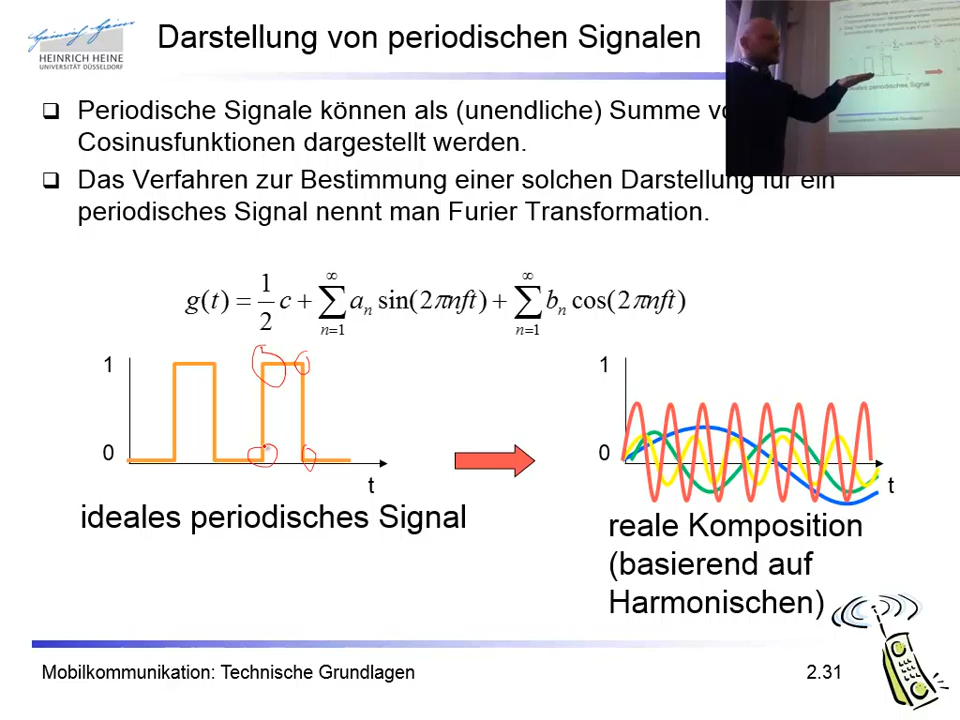 Heinrich Heine
HEINRICH HEINE
UNIVERSITÄT DÜSSELDORF
Darstellung von periodischen Signalen
❑ Periodische Signale können als (unendliche) Summe
Cosinusfunktionen dargestellt werden.
❑ Das Verfahren zur Bestimmung einer solchen Darstellung für ein
periodisches Signal nennt man Furier Transformation.
g(t) = 1/2 c + ∑_{n=1}^{∞} a_n sin(2πnft) + ∑_{n=1}^{∞} b_n cos(2πnft)
1
0
t
ideales periodisches Signal
1
0
t
reale Komposition
(basierend auf
Harmonischen)
Mobilkommunikation: Technische Grundlagen
2.31